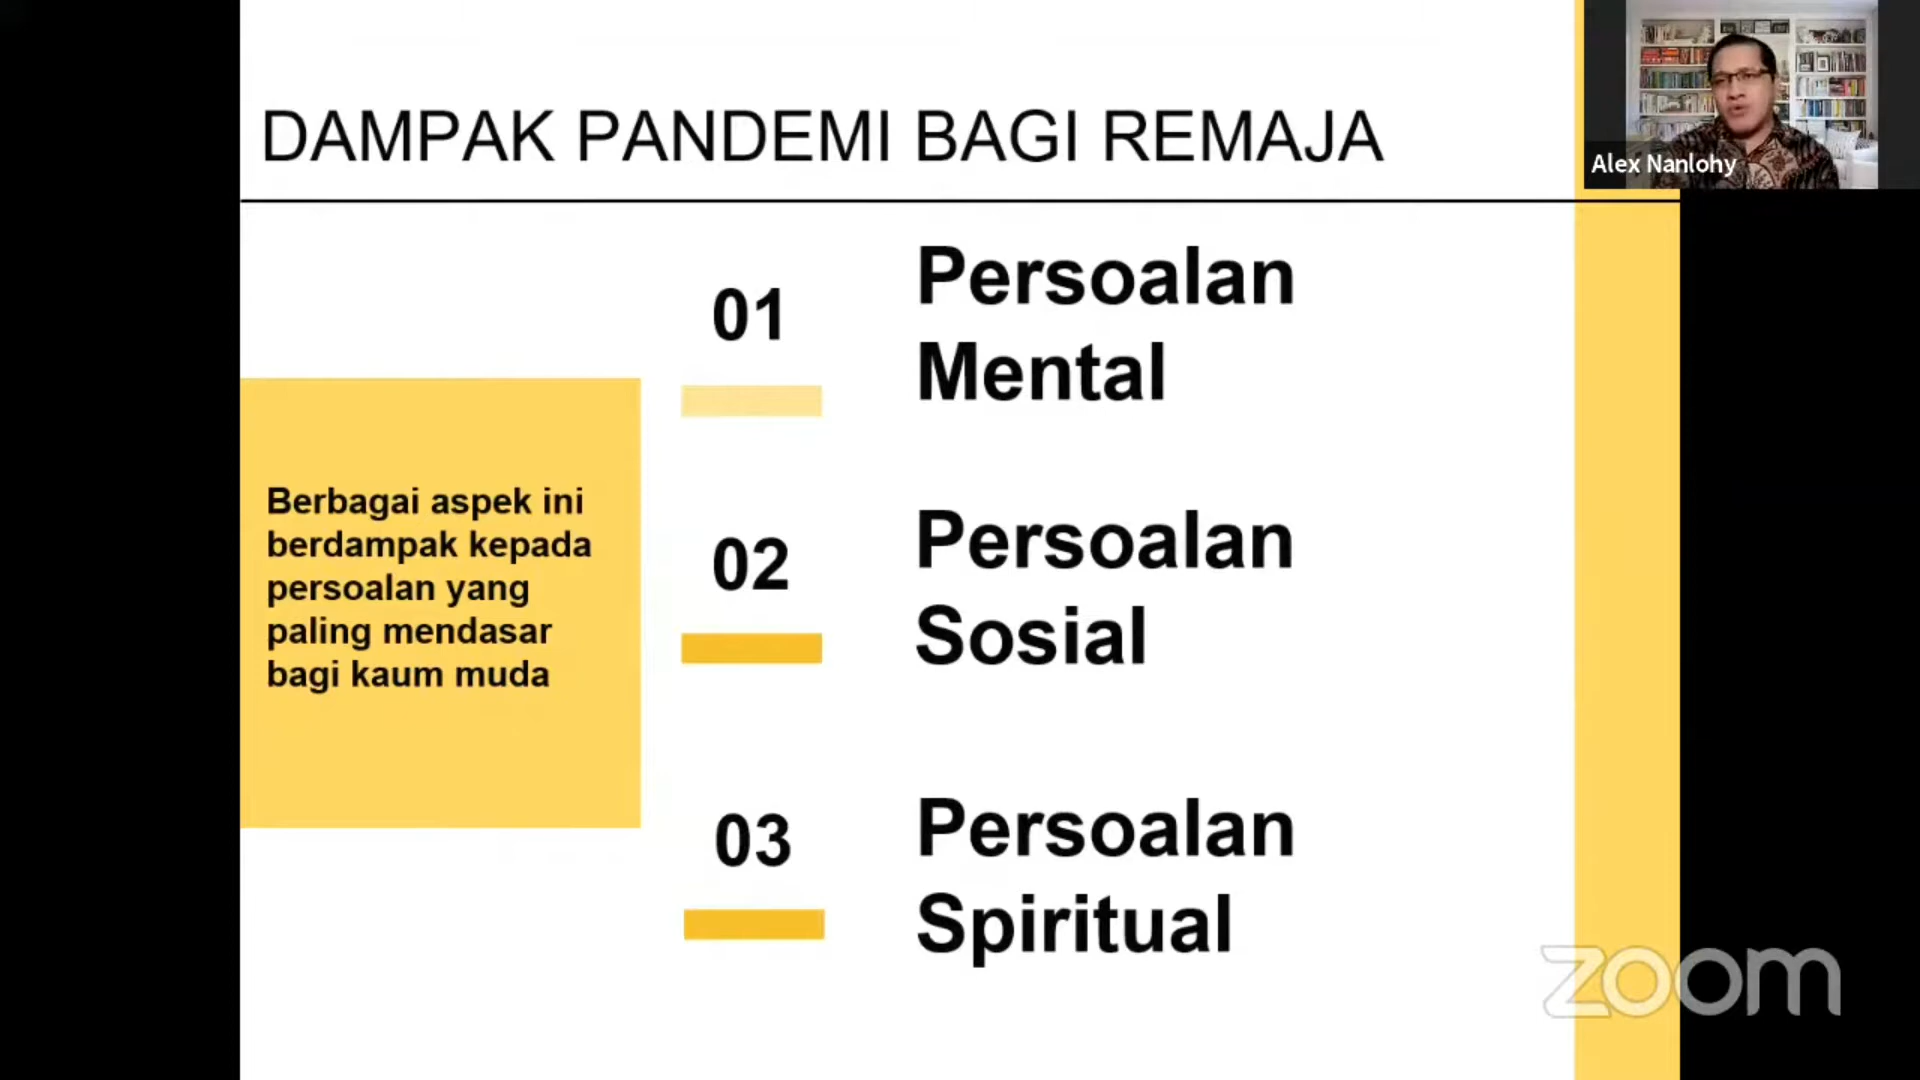 DAMPAK PANDEMI BAGI REMAJA
Alex Nanlohy
Berbagai aspek ini
berdampak kepada
persoalan yang
paling mendasar
bagi kaum muda
01
Persoalan
Mental
02
Persoalan
Sosial
03
Persoalan
Spiritual
zoom